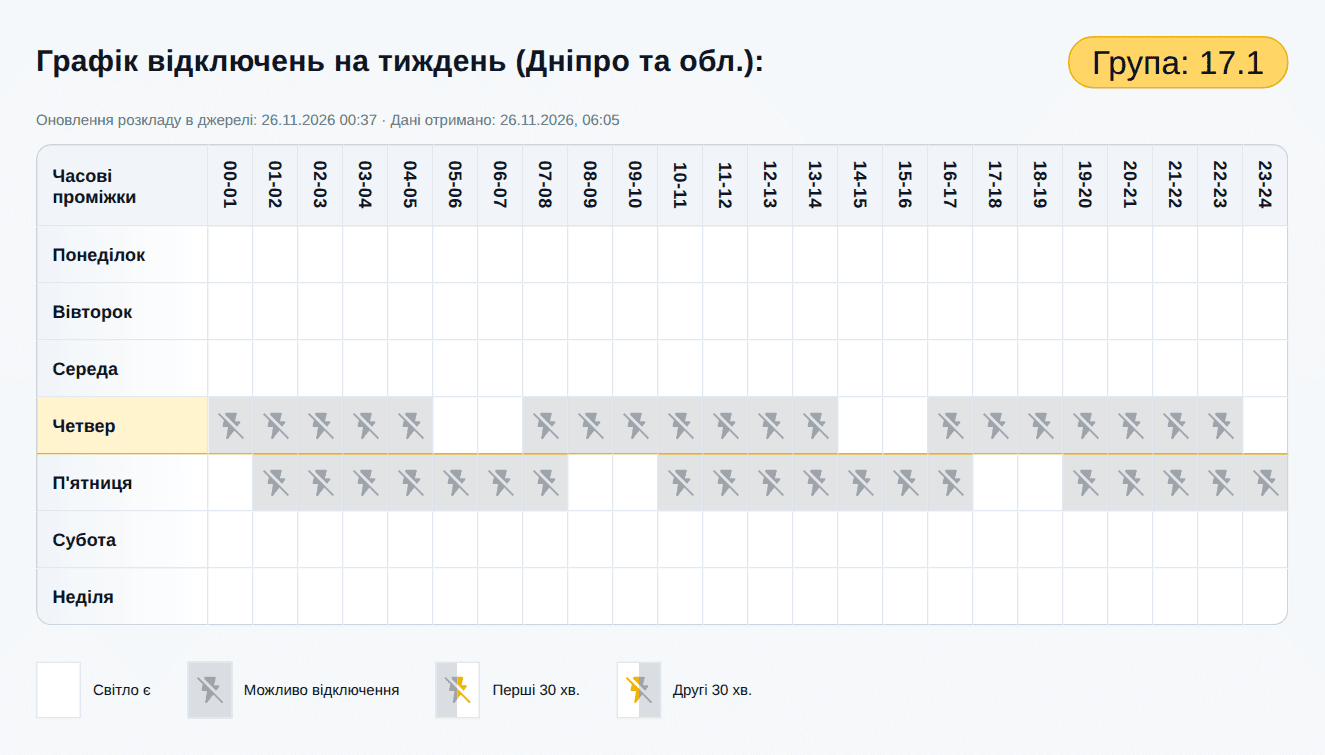 Графік відключень на тиждень (Дніпро та обл.):
Група: 17.1
Оновлення розкладу в джерелі: 26.11.2026 00:37 · Дані отримано: 26.11.2026, 06:05
Часові
проміжки
00-01
01-02
02-03
03-04
04-05
05-06
06-07
07-08
08-09
09-10
10-11
11-12
12-13
13-14
14-15
15-16
16-17
17-18
18-19
19-20
20-21
21-22
22-23
23-24
Понеділок
Вівторок
Середа
Четвер
П'ятниця
Субота
Неділя
Світло є
Можливо відключення
Перші 30 хв.
Другі 30 хв.